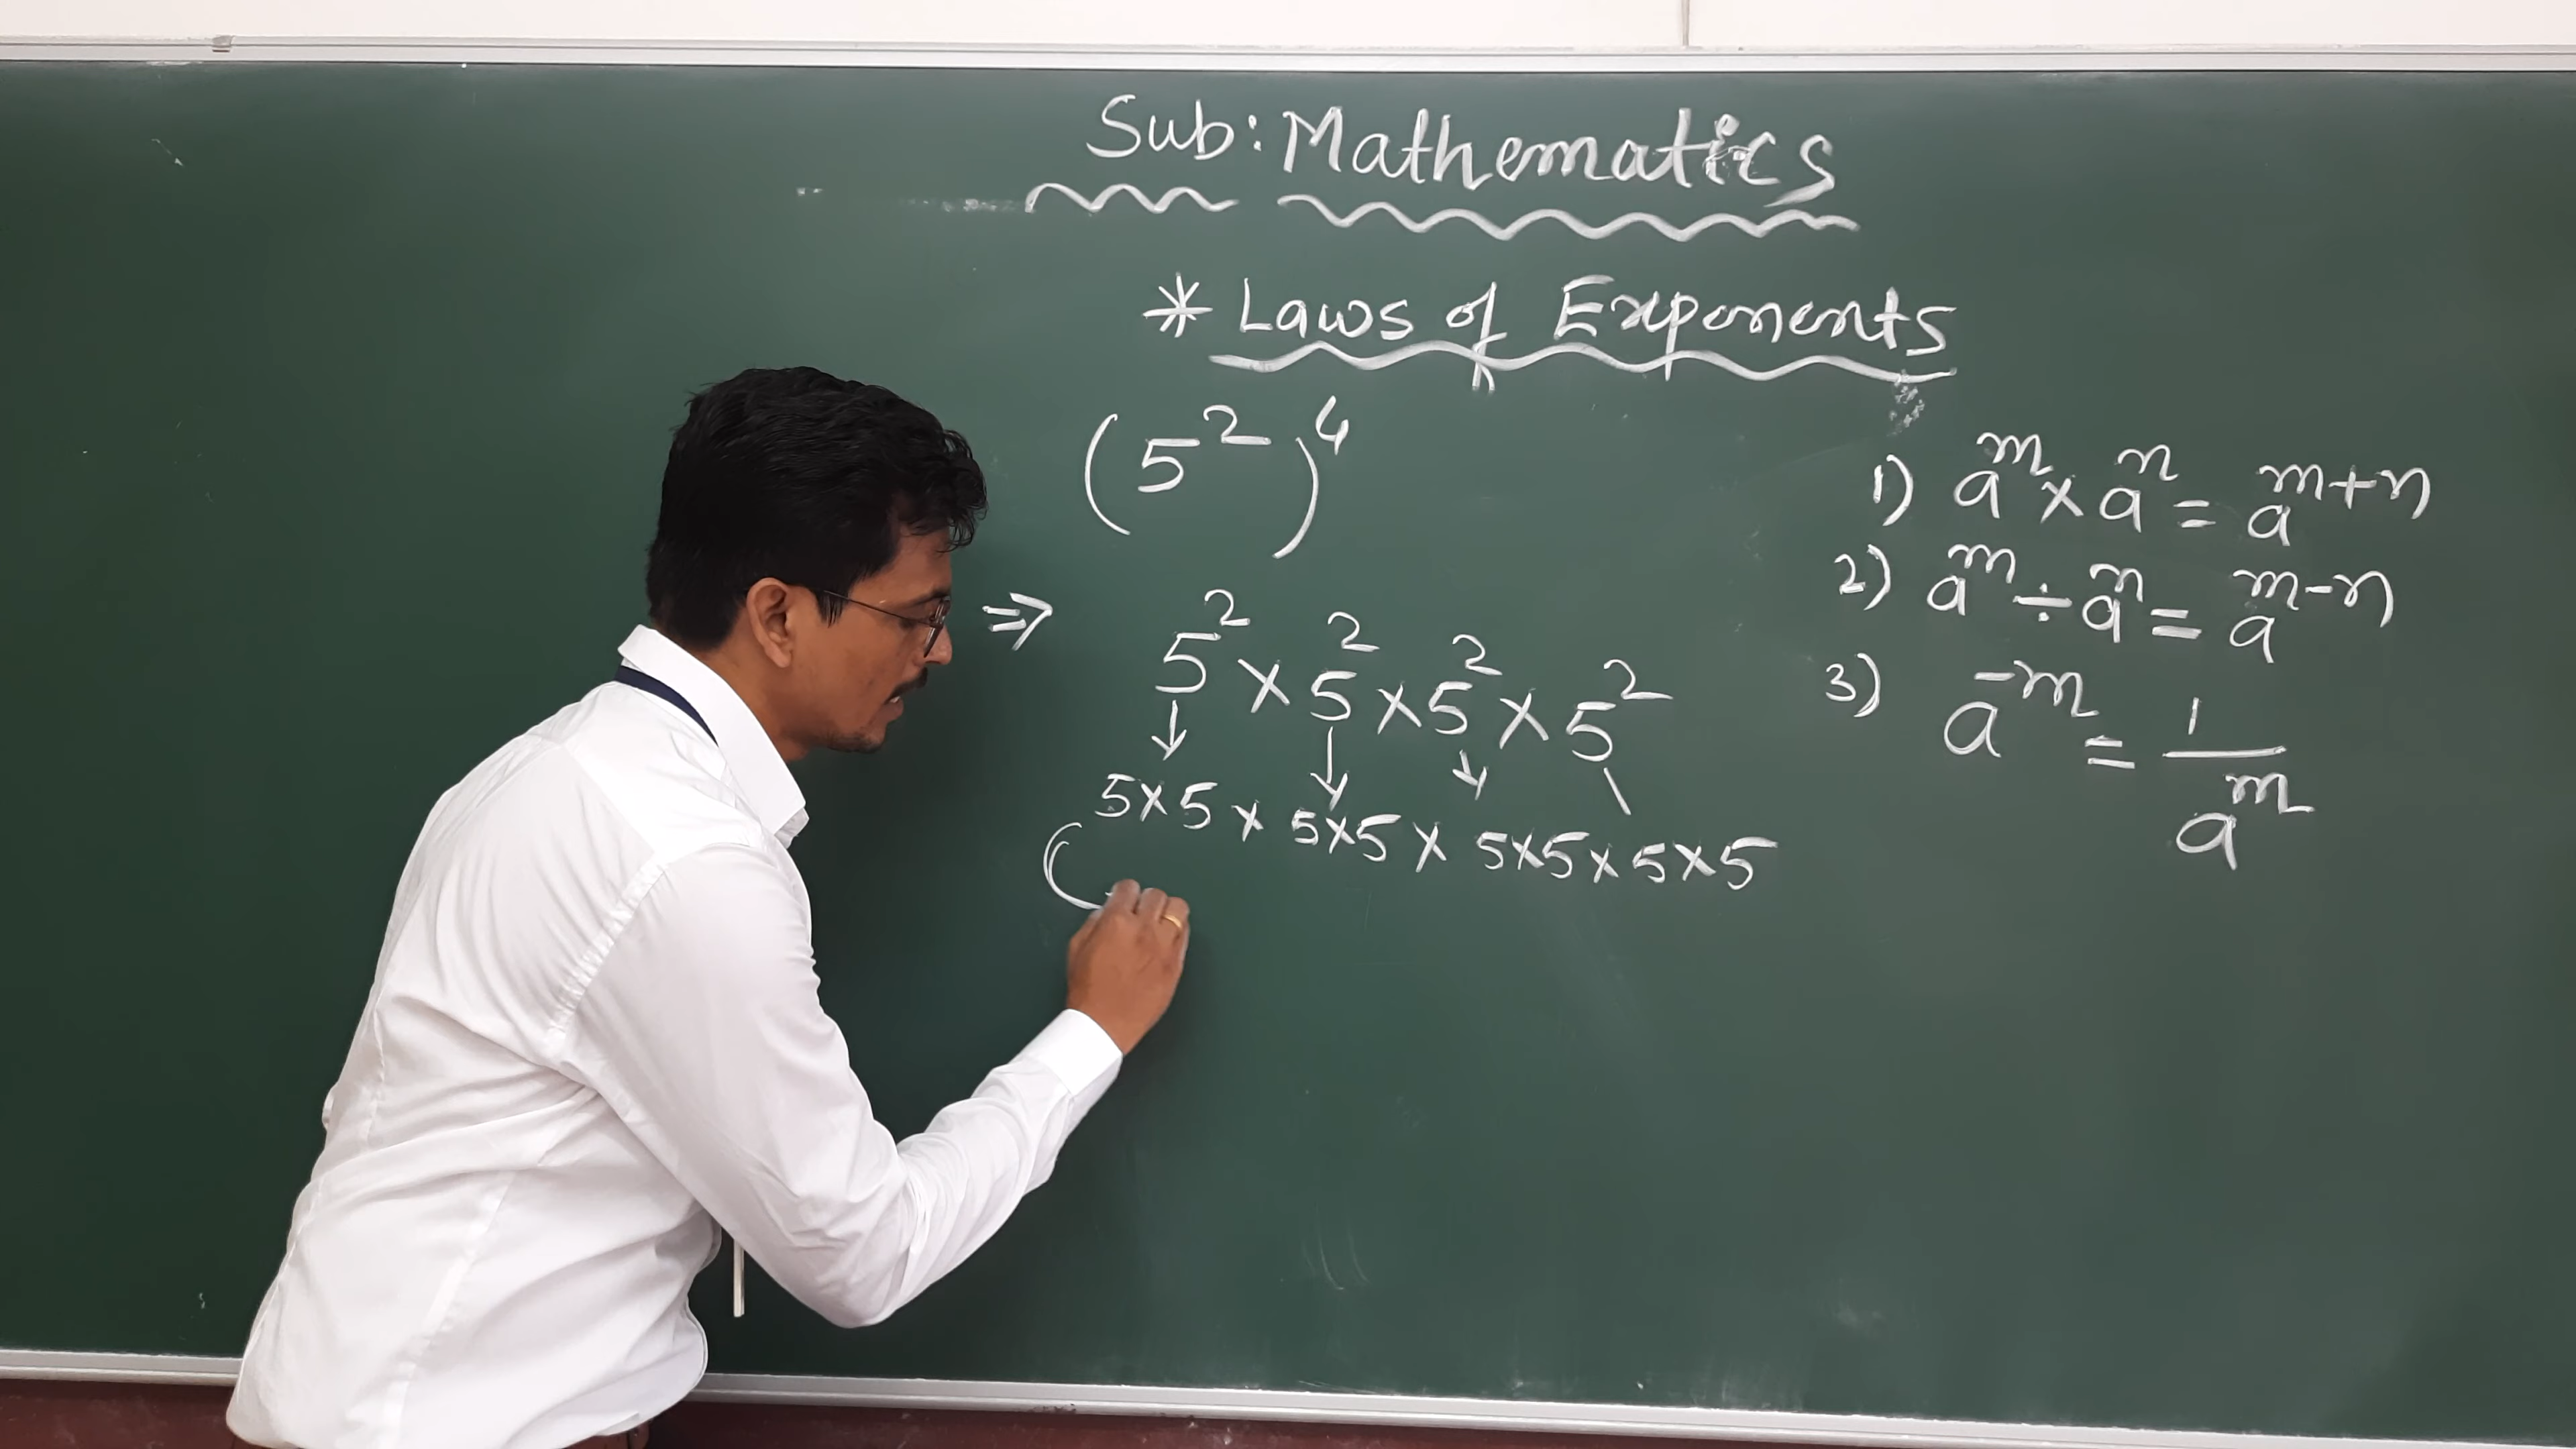 Sub: Mathematics
* Laws of Exponents
(5²)⁴
⇒ 5² × 5² × 5² × 5²
↓ ↓ ↓ \
5×5 × 5×5 × 5×5 × 5×5
(
1) aᵐ × aⁿ = aᵐ⁺ⁿ
2) aᵐ ÷ aⁿ = aᵐ⁻ⁿ
3) a⁻ᵐ = 1/aᵐ